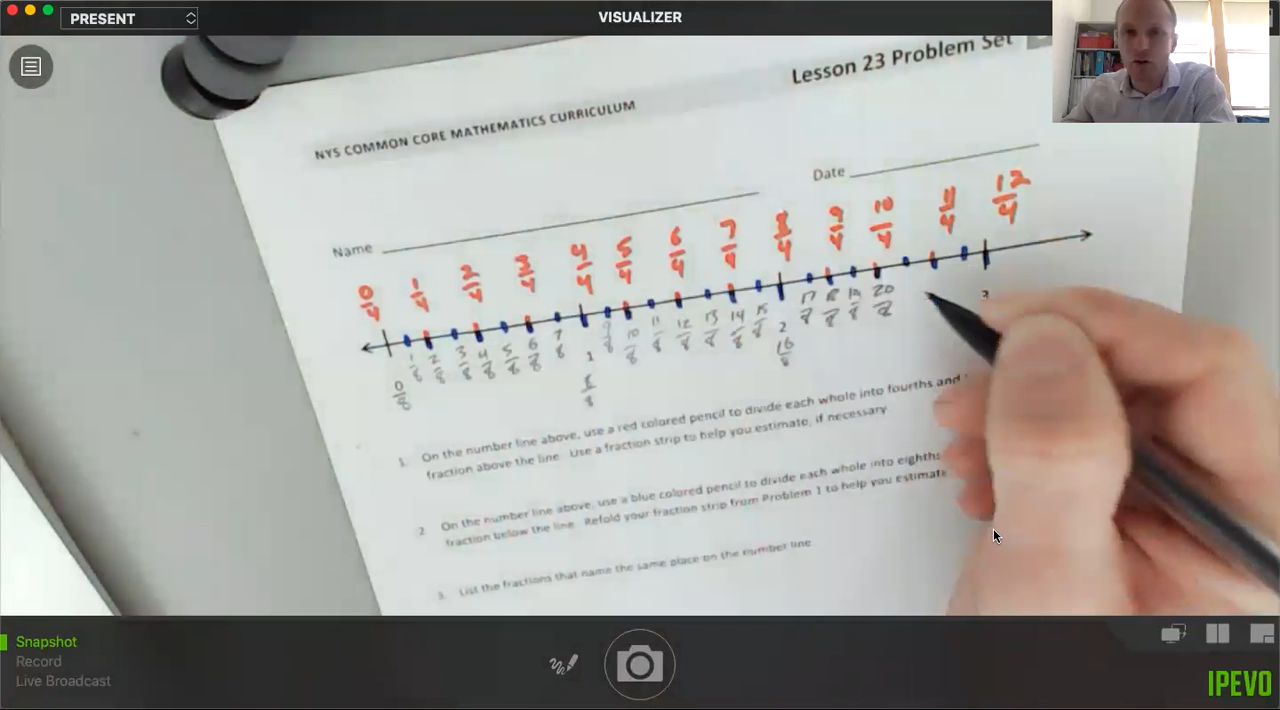 PRESENT
VISUALIZER
Lesson 23 Problem Set
NYS COMMON CORE MATHEMATICS CURRICULUM
Name
Date
0/4 1/4 2/4 3/4 4/4 5/4 6/4 7/4 8/4 9/4 10/4 11/4 12/4
0/8 1/8 2/8 3/8 4/8 5/8 6/8 7/8 8/8 9/8 10/8 11/8 12/8 13/8 14/8 15/8 16/8 17/8 18/8 19/8 20/8
1 2
1. On the number line above, use a red colored pencil to divide each whole into fourths and
fraction above the line. Use a fraction strip to help you estimate, if necessary
2. On the number line above, use a blue colored pencil to divide each whole into eighths
fraction below the line. Refold your fraction strip from Problem 1 to help you estimate
3. List the fractions that name the same place on the number line
Snapshot
Record
Live Broadcast
IPEVO